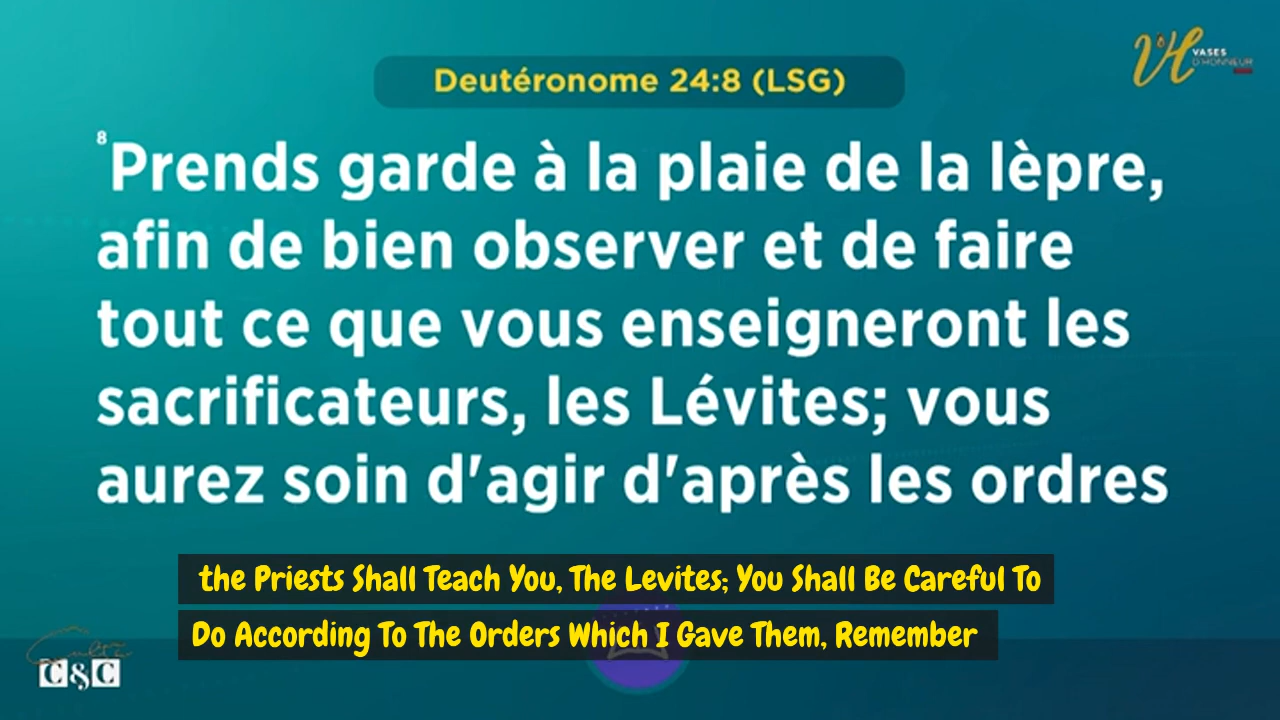 VASES
D'HONNEUR
Deutéronome 24:8 (LSG)
8
Prends garde à la plaie de la lèpre,
afin de bien observer et de faire
tout ce que vous enseigneront les
sacrificateurs, les Lévites; vous
aurez soin d'agir d'après les ordres
the Priests Shall Teach You, The Levites; You Shall Be Careful To
Do According To The Orders Which I Gave Them, Remember
Culte
C&C